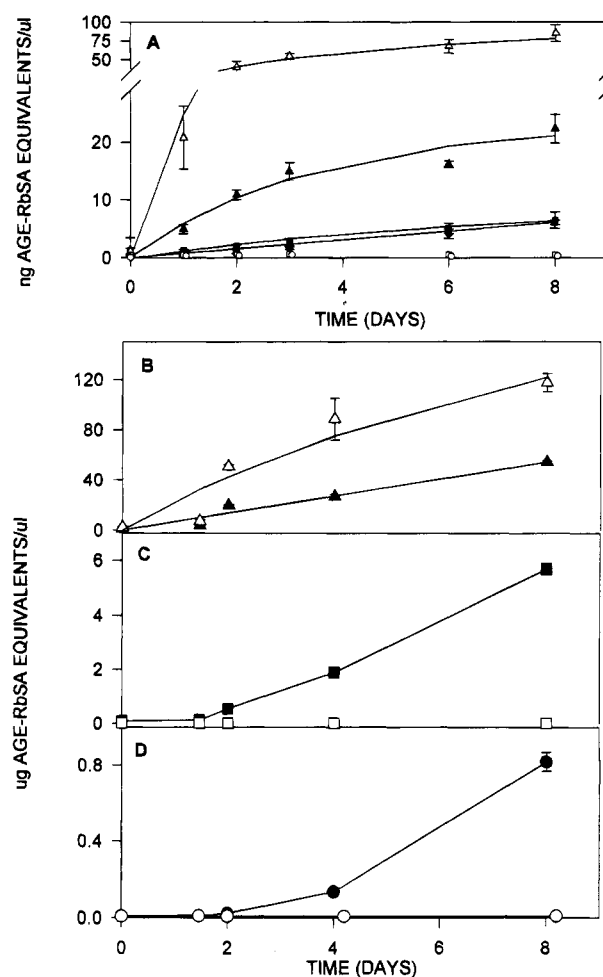 A
100
75
50
20
10
0
ng AGE-RbSA EQUIVALENTS/ul
0 2 4 6 8
TIME (DAYS)
B
120
80
40
0
C
6
4
2
0
ug AGE-RbSA EQUIVALENTS/ul
D
0.8
0.4
0.0
0 2 4 6 8
TIME (DAYS)